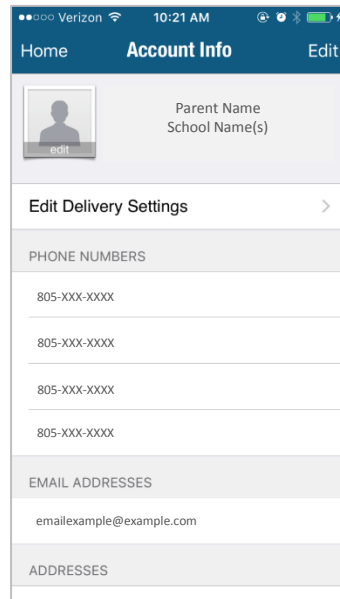 Verizon 10:21 AM
Home Account Info Edit
Parent Name
School Name(s)
edit
Edit Delivery Settings
PHONE NUMBERS
805-XXX-XXXX
805-XXX-XXXX
805-XXX-XXXX
805-XXX-XXXX
EMAIL ADDRESSES
emailexample@example.com
ADDRESSES